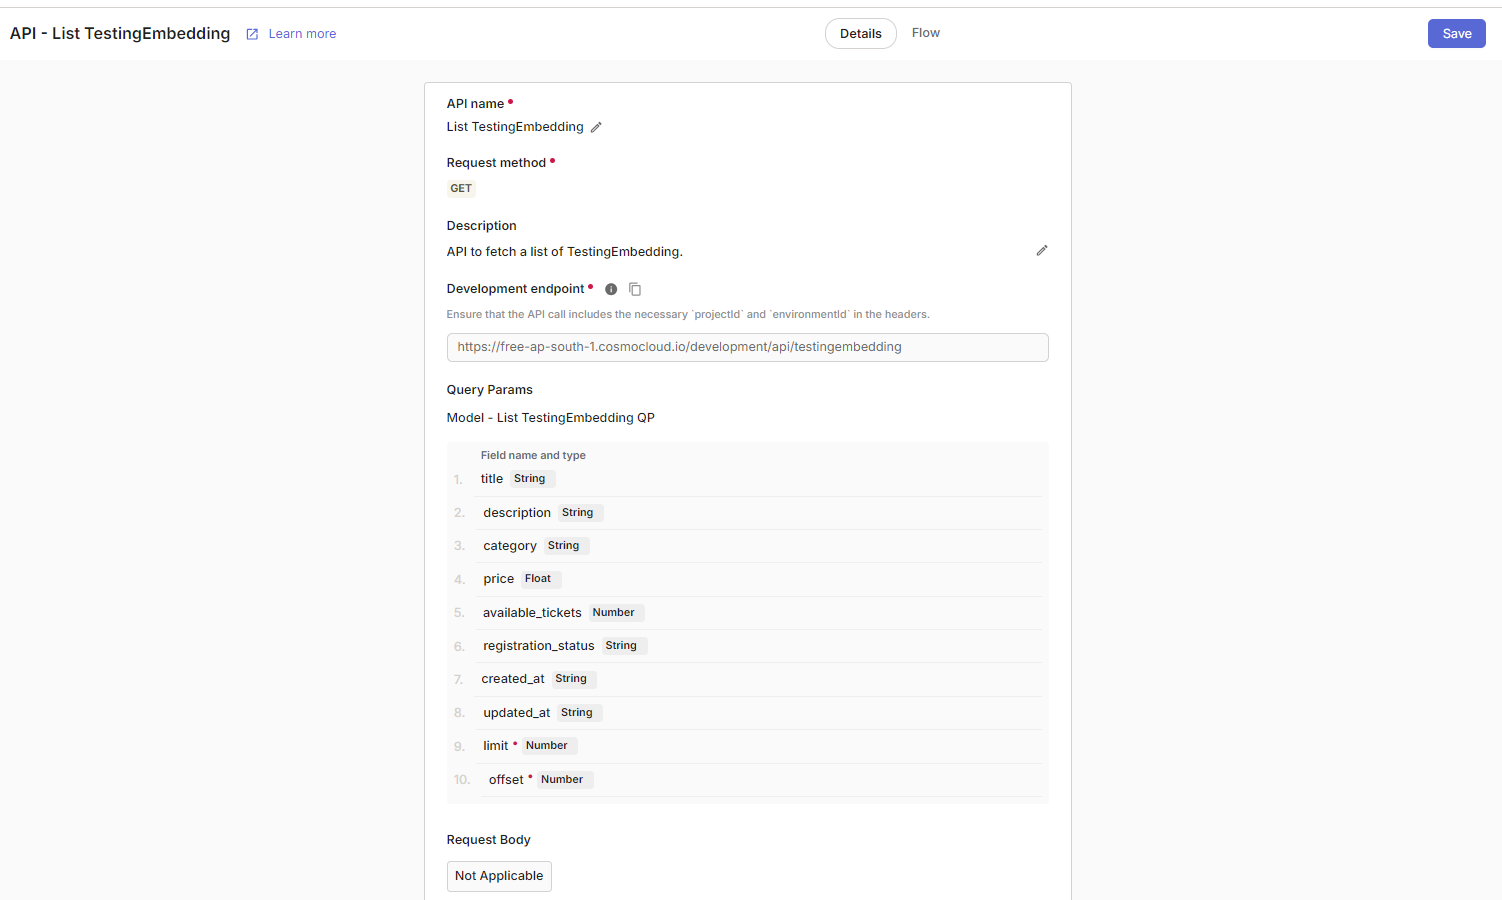 API - List TestingEmbedding Learn more Details Flow Save
API name •
List TestingEmbedding
Request method •
GET
Description
API to fetch a list of TestingEmbedding.
Development endpoint •
Ensure that the API call includes the necessary `projectId` and `environmentId` in the headers.
https://free-ap-south-1.cosmocloud.io/development/api/testingembedding
Query Params
Model - List TestingEmbedding QP
Field name and type
1. title String
2. description String
3. category String
4. price Float
5. available_tickets Number
6. registration_status String
7. created_at String
8. updated_at String
9. limit • Number
10. offset • Number
Request Body
Not Applicable